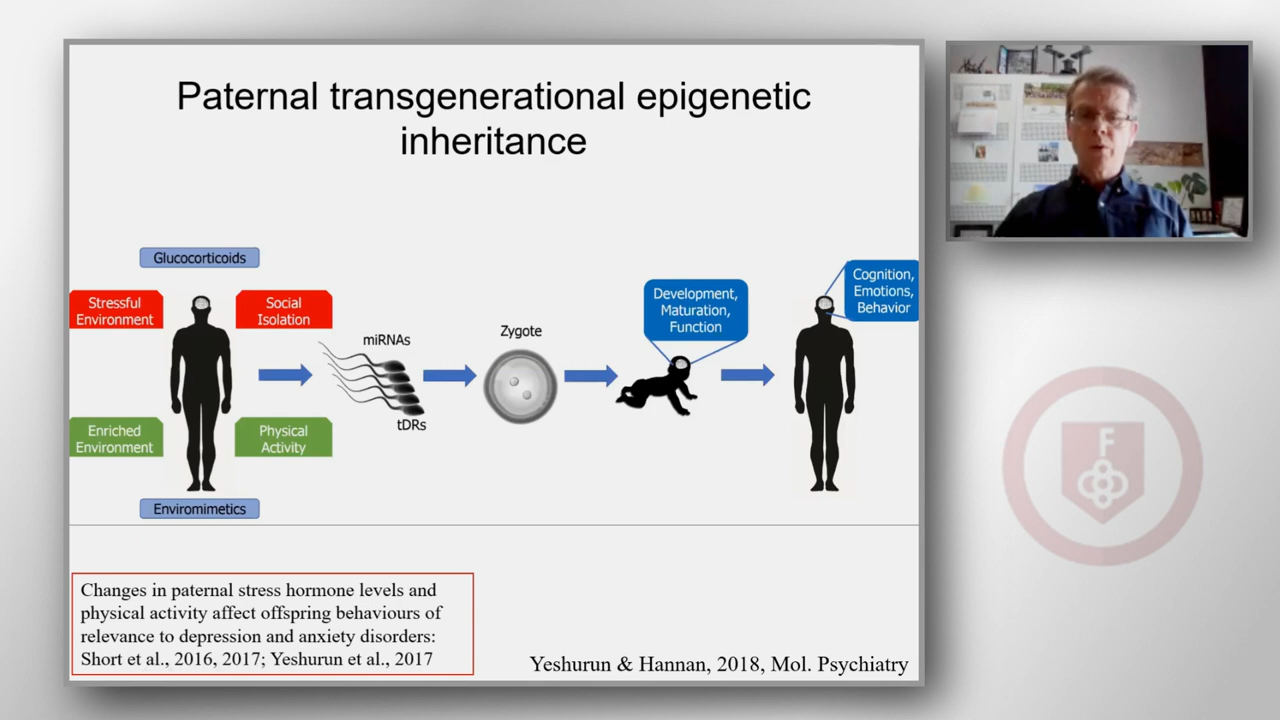 Paternal transgenerational epigenetic
inheritance
Glucocorticoids
Stressful
Environment
Social
Isolation
Enriched
Environment
Physical
Activity
Enviromimetics
miRNAs
tDRs
Zygote
Development,
Maturation,
Function
Cognition,
Emotions,
Behavior
Changes in paternal stress hormone levels and
physical activity affect offspring behaviours of
relevance to depression and anxiety disorders:
Short et al., 2016, 2017; Yeshurun et al., 2017
Yeshurun & Hannan, 2018, Mol. Psychiatry
F